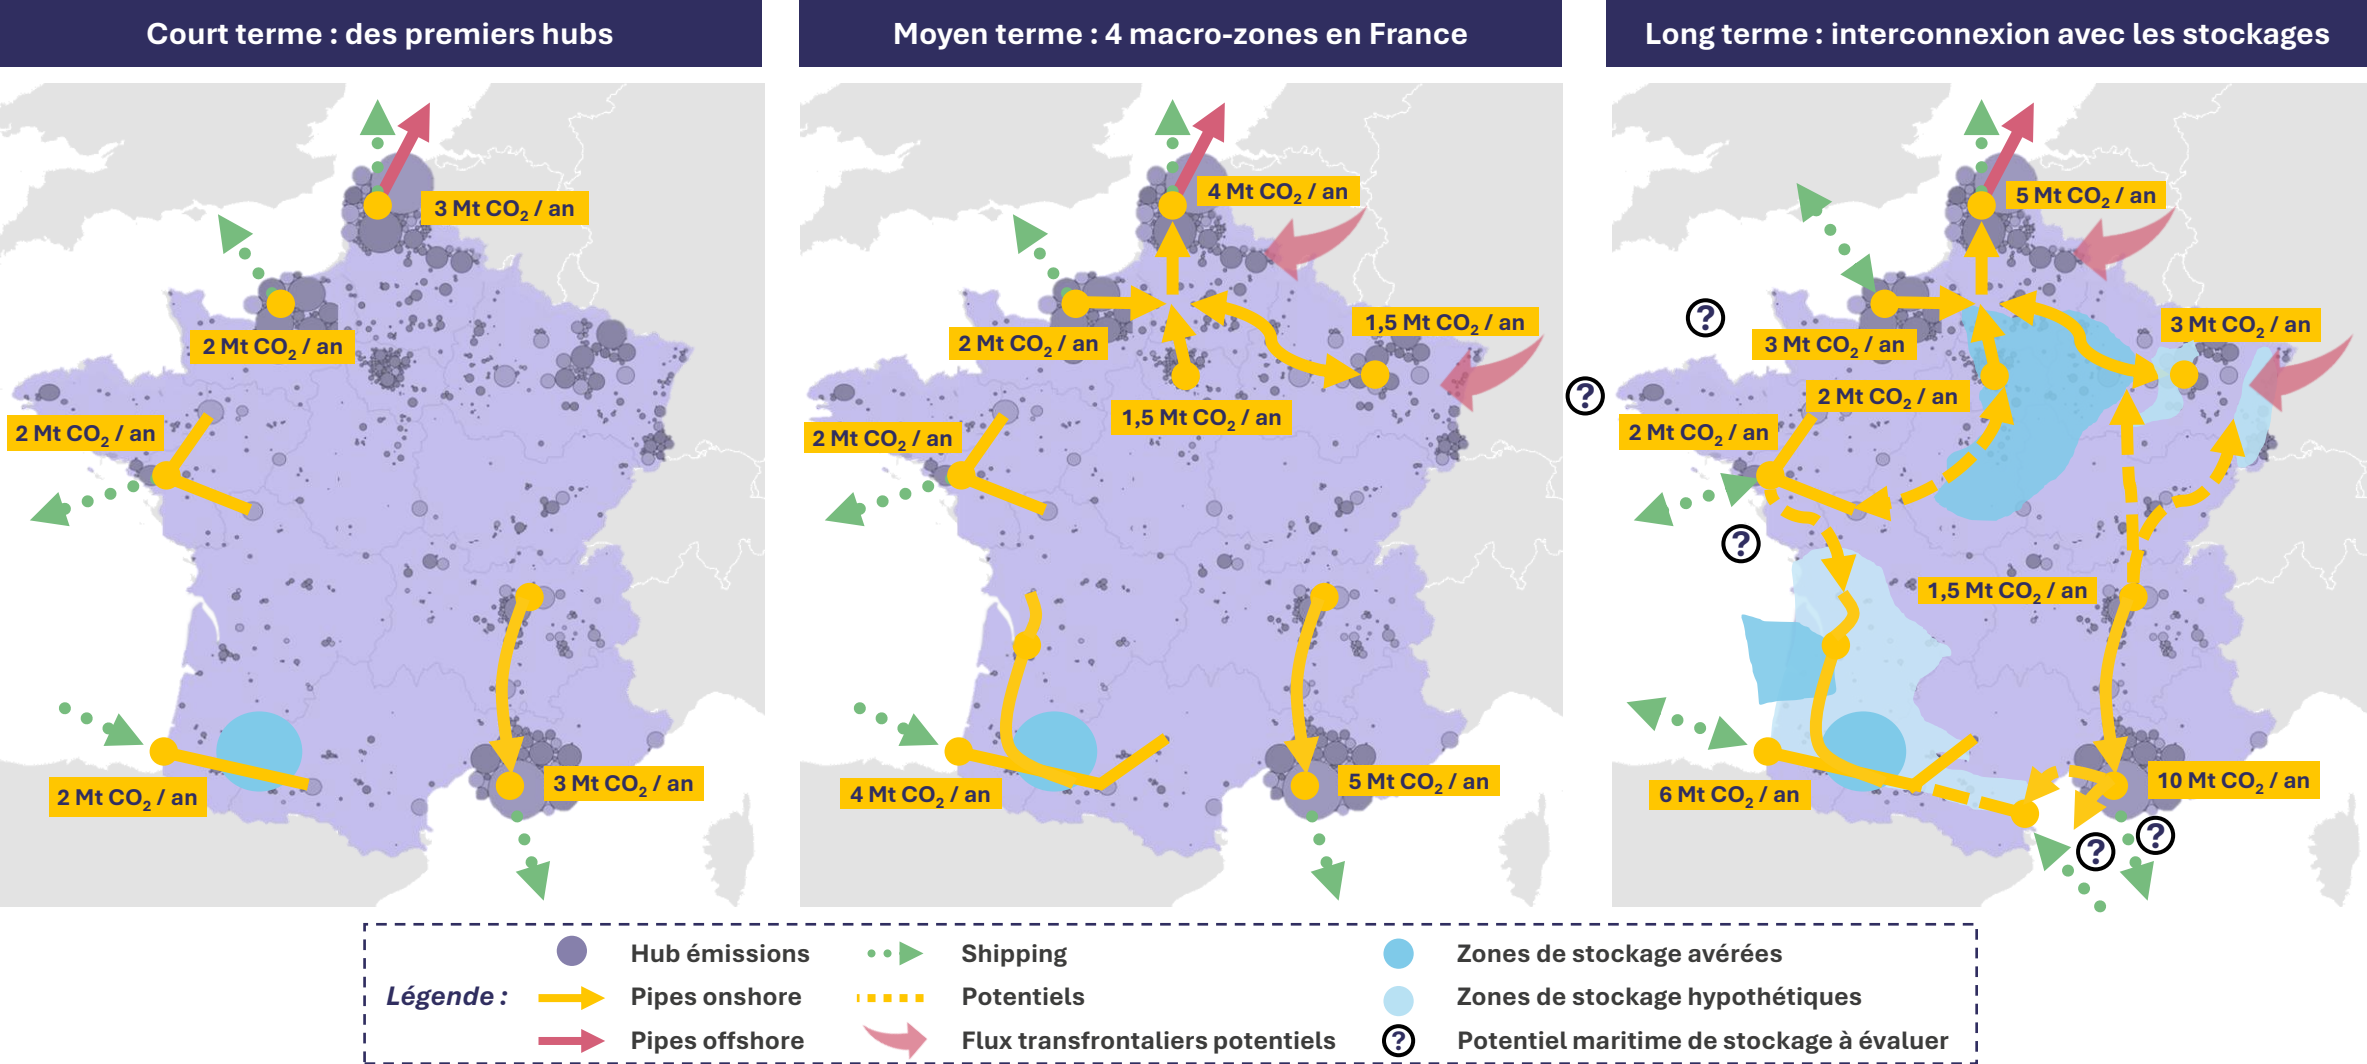 Court terme : des premiers hubs
3 Mt CO₂ / an
2 Mt CO₂ / an
2 Mt CO₂ / an
2 Mt CO₂ / an
3 Mt CO₂ / an
Moyen terme : 4 macro-zones en France
4 Mt CO₂ / an
1,5 Mt CO₂ / an
2 Mt CO₂ / an
1,5 Mt CO₂ / an
2 Mt CO₂ / an
4 Mt CO₂ / an
5 Mt CO₂ / an
Long terme : interconnexion avec les stockages
5 Mt CO₂ / an
?
3 Mt CO₂ / an
3 Mt CO₂ / an
?
2 Mt CO₂ / an
2 Mt CO₂ / an
?
1,5 Mt CO₂ / an
6 Mt CO₂ / an
10 Mt CO₂ / an
?
?
Légende :
Hub émissions
Pipes onshore
Pipes offshore
Shipping
Potentiels
Flux transfrontaliers potentiels
Zones de stockage avérées
Zones de stockage hypothétiques
?
Potentiel maritime de stockage à évaluer